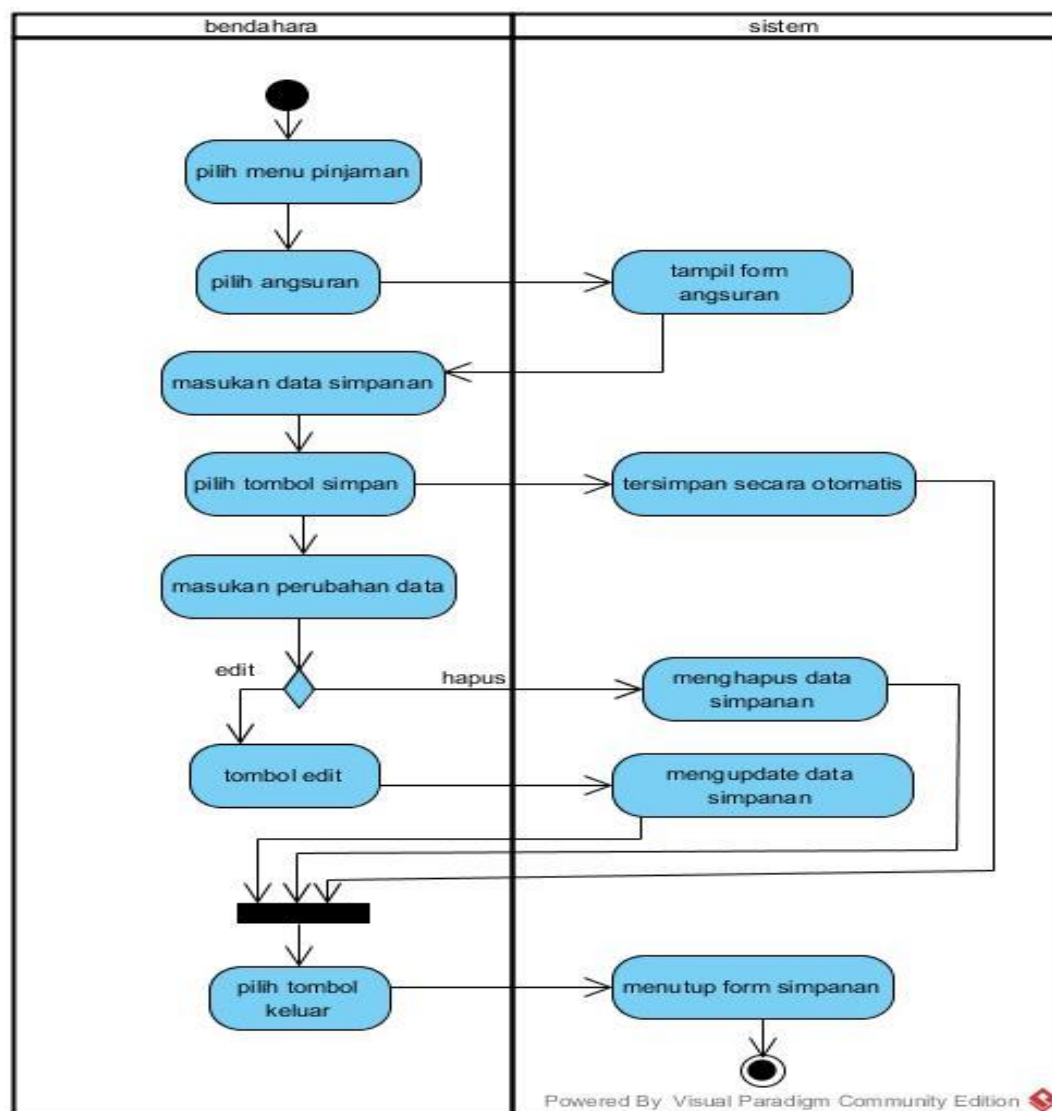 bendahara
sistem
pilih menu pinjaman
pilih angsuran
tampil form
angsuran
masukan data simpanan
pilih tombol simpan
tersimpan secara otomatis
masukan perubahan data
edit
hapus
menghapus data
simpanan
tombol edit
mengupdate data
simpanan
pilih tombol
keluar
menutup form simpanan
Powered By Visual Paradigm Community Edition